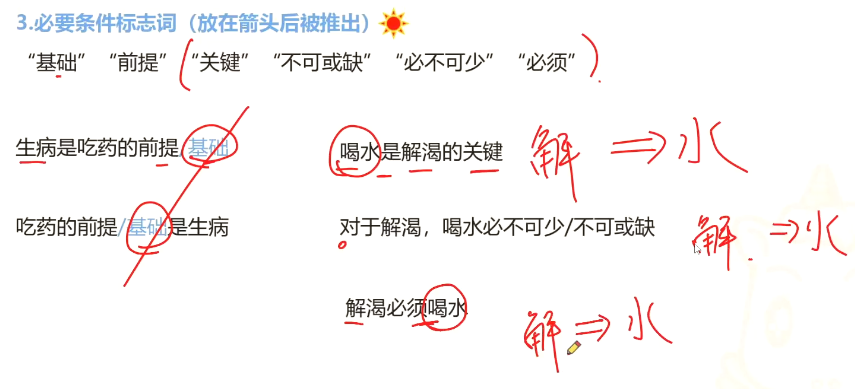 3.必要条件标志词（放在箭头后被推出）
“基础”“前提”（“关键”“不可或缺”“必不可少”“必须”）
生病是吃药的前提/基础
喝水是解渴的关键 解⇒水
吃药的前提/基础是生病
对于解渴，喝水必不可少/不可或缺 解⇒水
解渴必须喝水 解⇒水